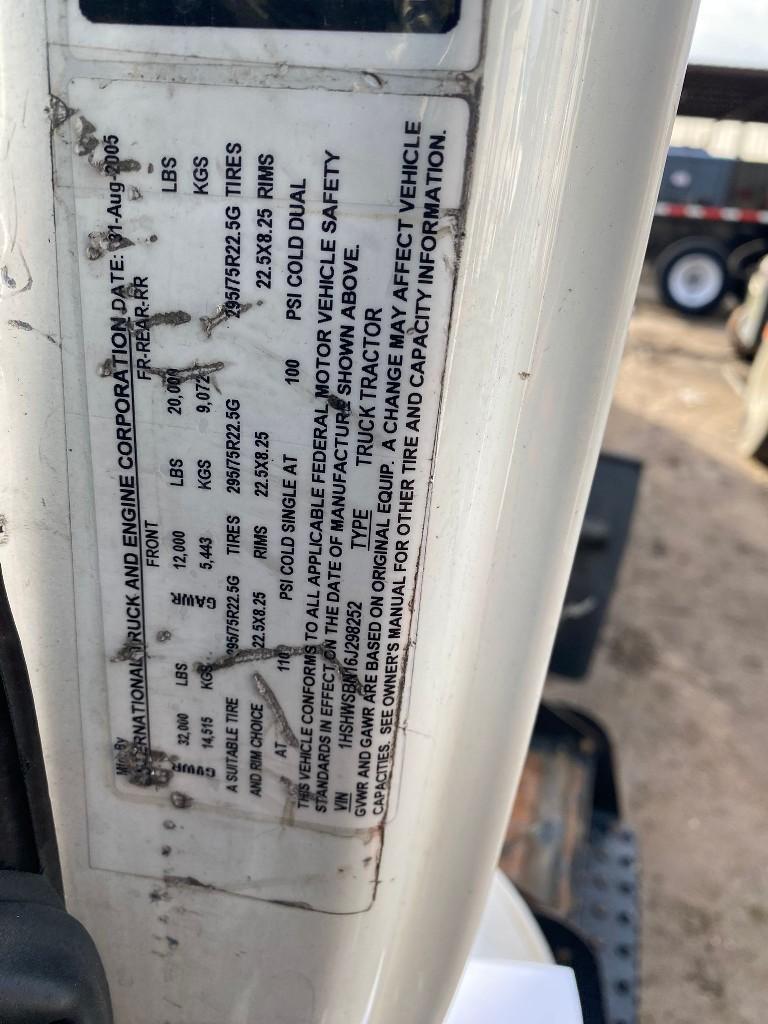 Mfd. By INTERNATIONAL TRUCK AND ENGINE CORPORATION DATE: -Aug-2005
FRONT FR-REAR-RR
GVWR 32,000 LBS GAWR 12,000 LBS 20,000 LBS
14,515 KGS 5,443 KGS 9,072 KGS
A SUITABLE TIRE 295/75R22.5G TIRES 295/75R22.5G 295/75R22.5G TIRES
AND RIM CHOICE 22.5X8.25 RIMS 22.5X8.25 22.5X8.25 RIMS
AT 110 PSI COLD SINGLE AT 100 PSI COLD DUAL
THIS VEHICLE CONFORMS TO ALL APPLICABLE FEDERAL MOTOR VEHICLE SAFETY
STANDARDS IN EFFECT ON THE DATE OF MANUFACTURE SHOWN ABOVE.
VIN TYPE TRUCK TRACTOR
GVWR AND GAWR ARE BASED ON ORIGINAL EQUIP. A CHANGE MAY AFFECT VEHICLE
CAPACITIES. SEE OWNER'S MANUAL FOR OTHER TIRE AND CAPACITY INFORMATION.